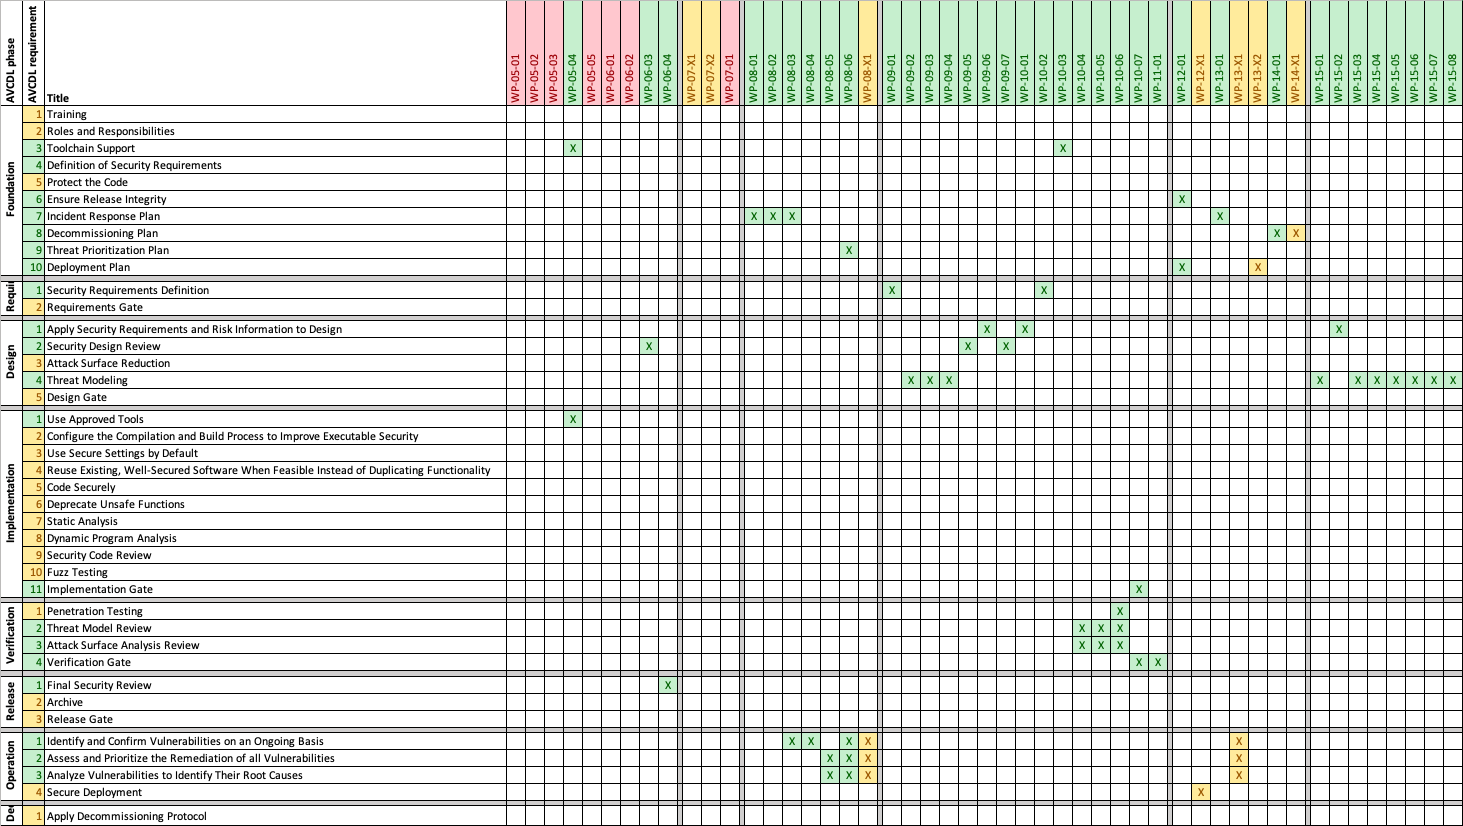 AVCDL phase AVCDL requirement Title WP-05-01 WP-05-02 WP-05-03 WP-05-04 WP-05-05 WP-06-01 WP-06-02 WP-06-03 WP-06-04 WP-07-X1 WP-07-X2 WP-07-01 WP-08-01 WP-08-02 WP-08-03 WP-08-04 WP-08-05 WP-08-06 WP-08-X1 WP-09-01 WP-09-02 WP-09-03 WP-09-04 WP-09-05 WP-09-06 WP-09-07 WP-10-01 WP-10-02 WP-10-03 WP-10-04 WP-10-05 WP-10-06 WP-10-07 WP-11-01 WP-12-01 WP-12-X1 WP-13-01 WP-13-X1 WP-13-X2 WP-14-01 WP-14-X1 WP-15-01 WP-15-02 WP-15-03 WP-15-04 WP-15-05 WP-15-06 WP-15-07 WP-15-08
Foundation
1 Training
2 Roles and Responsibilities
3 Toolchain Support X X
4 Definition of Security Requirements
5 Protect the Code
6 Ensure Release Integrity X
7 Incident Response Plan X X X X
8 Decommissioning Plan X X
9 Threat Prioritization Plan X
10 Deployment Plan X X
Requi
1 Security Requirements Definition X X
2 Requirements Gate
Design
1 Apply Security Requirements and Risk Information to Design X X X
2 Security Design Review X X X
3 Attack Surface Reduction
4 Threat Modeling X X X X X X X X X X
5 Design Gate
Implementation
1 Use Approved Tools X
2 Configure the Compilation and Build Process to Improve Executable Security
3 Use Secure Settings by Default
4 Reuse Existing, Well-Secured Software When Feasible Instead of Duplicating Functionality
5 Code Securely
6 Deprecate Unsafe Functions
7 Static Analysis
8 Dynamic Program Analysis
9 Security Code Review
10 Fuzz Testing
11 Implementation Gate X
Verification
1 Penetration Testing X
2 Threat Model Review X X X
3 Attack Surface Analysis Review X X X
4 Verification Gate X X
Release
1 Final Security Review X
2 Archive
3 Release Gate
Operation
1 Identify and Confirm Vulnerabilities on an Ongoing Basis X X X X X
2 Assess and Prioritize the Remediation of all Vulnerabilities X X X X
3 Analyze Vulnerabilities to Identify Their Root Causes X X X X
4 Secure Deployment X
Dec
1 Apply Decommissioning Protocol